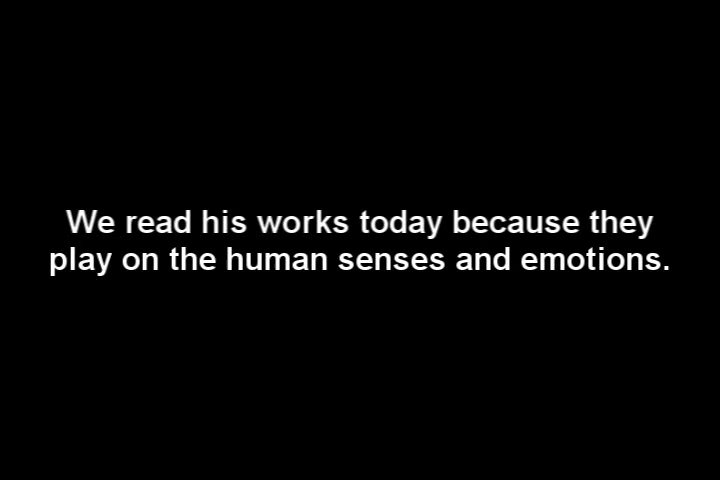 We read his works today because they
play on the human senses and emotions.